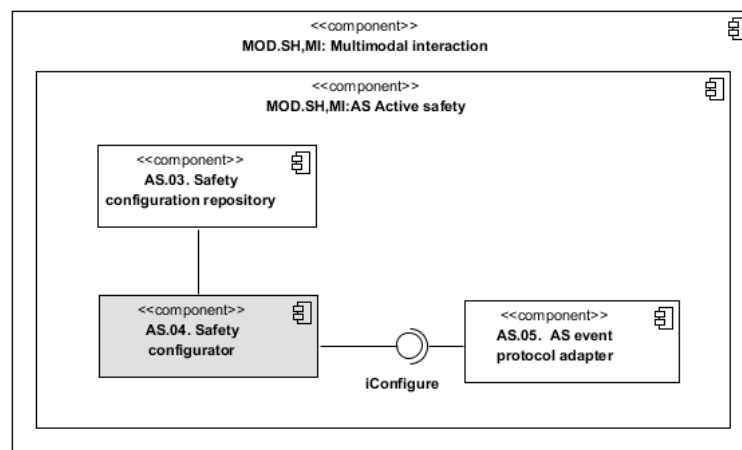 <<component>>
MOD.SH,MI: Multimodal interaction
<<component>>
MOD.SH,MI:AS Active safety
<<component>>
AS.03. Safety
configuration repository
<<component>>
AS.04. Safety
configurator
iConfigure
<<component>>
AS.05. AS event
protocol adapter